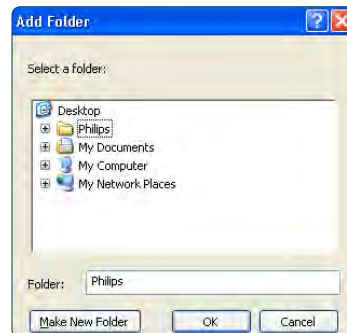 Add Folder
Select a folder:
Desktop
Philips
My Documents
My Computer
My Network Places
Folder: Philips
Make New Folder OK Cancel